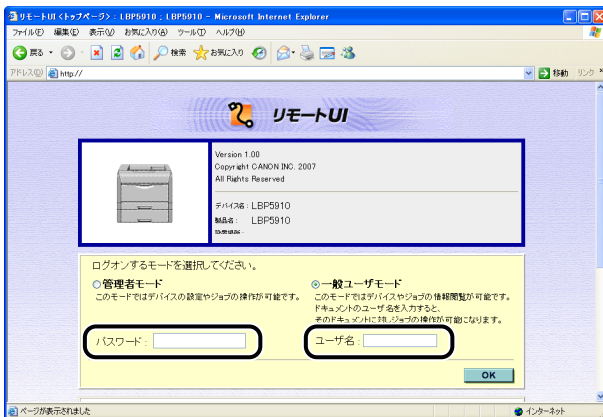 リモートUI <トップページ> : LBP5910 ; LBP5910 - Microsoft Internet Explorer
ファイル(F) 編集(E) 表示(V) お気に入り(A) ツール(T) ヘルプ(H)
戻る 検索 お気に入り
アドレス(D) http:// 移動 リンク »
リモートUI
Version 1.00
Copyright CANON INC. 2007
All Rights Reserved
デバイス名 : LBP5910
製品名 : LBP5910
設置場所 :
ログオンするモードを選択してください。
管理者モード
このモードではデバイスの設定やジョブの操作が可能です。
パスワード :
一般ユーザモード
このモードではデバイスやジョブの情報閲覧が可能です。
ドキュメントのユーザ名を入力すると、
そのドキュメントに対しジョブの操作が可能になります。
ユーザ名 :
OK
ページが表示されました インターネット